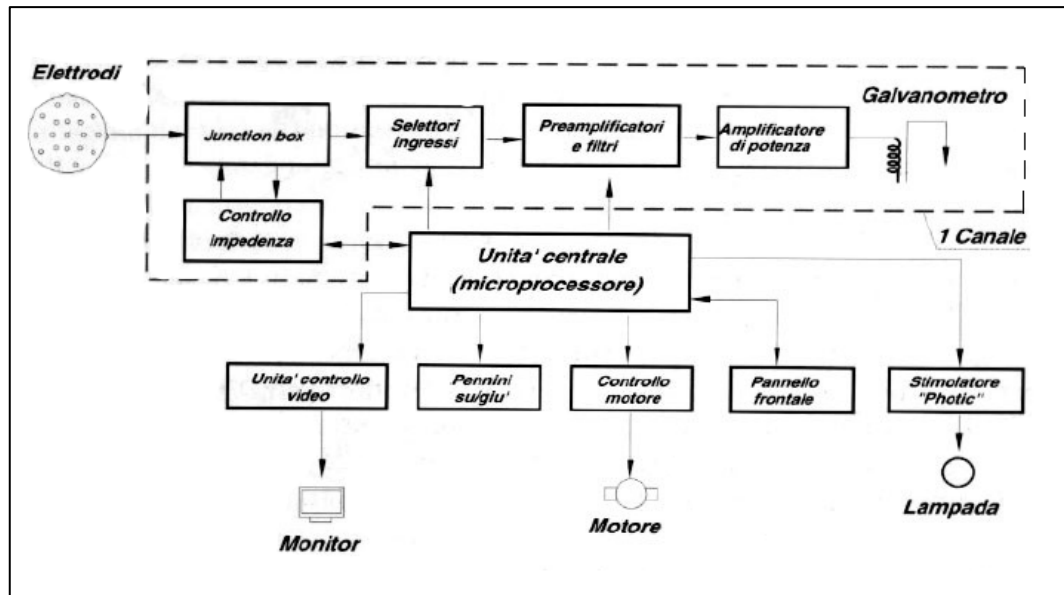 Elettrodi
Galvanometro
Junction box
Selettori
ingressi
Preamplificatori
e filtri
Amplificatore
di potenza
Controllo
impedenza
1 Canale
Unita' centrale
(microprocessore)
Unita' controllo
video
Pennini
su/giu'
Controllo
motore
Pannello
frontale
Stimolatore
"Photic"
Monitor
Motore
Lampada